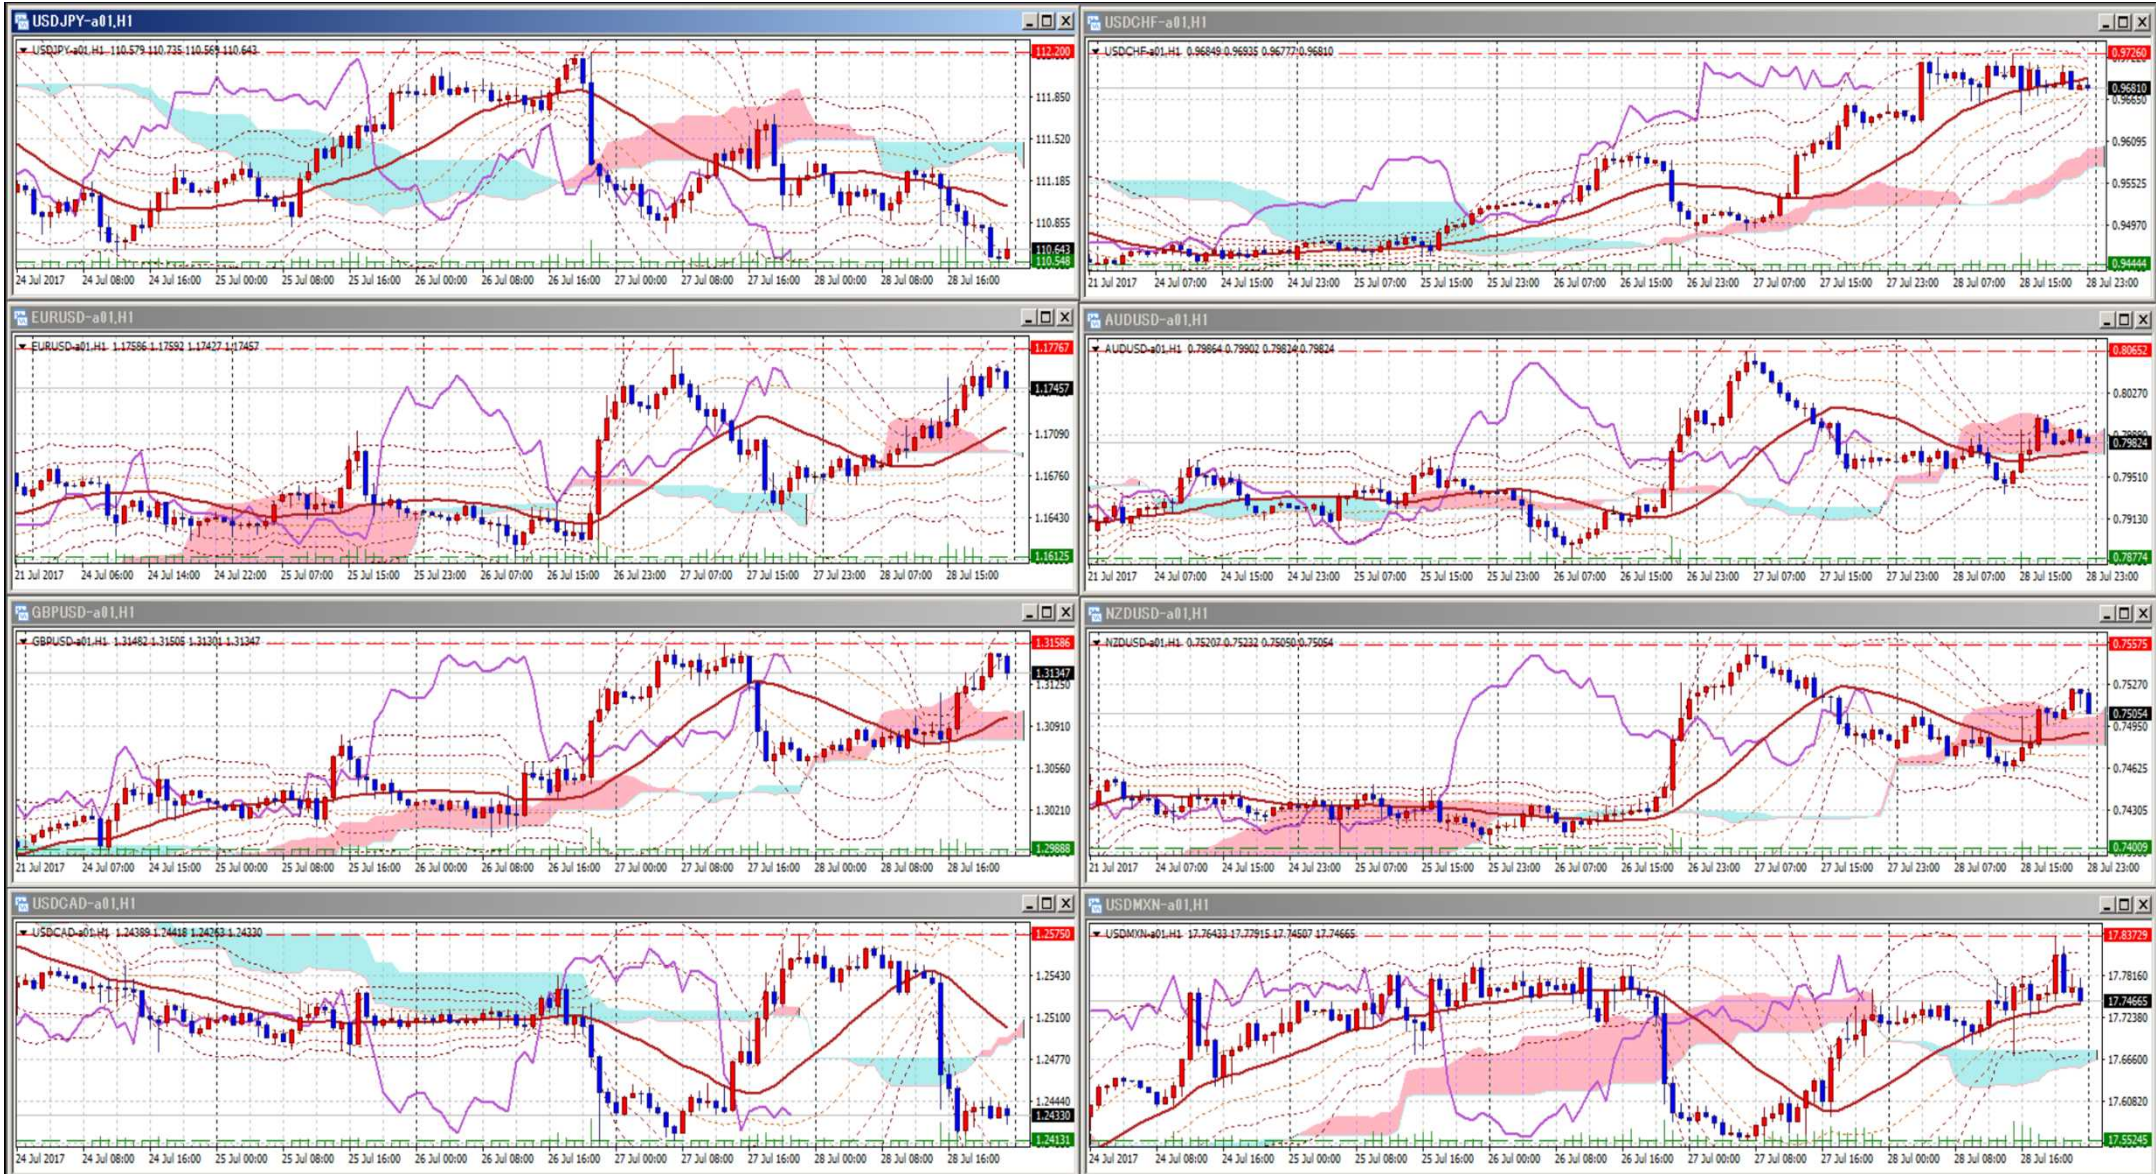 USDJPY-a01,H1
USDJPY-a01,H1 110.579 110.735 110.569 110.643
112.200
111.850
111.520
111.185
110.855
110.643
110.548
24 Jul 2017 24 Jul 08:00 24 Jul 16:00 25 Jul 00:00 25 Jul 08:00 25 Jul 16:00 26 Jul 00:00 26 Jul 08:00 26 Jul 16:00 27 Jul 00:00 27 Jul 08:00 27 Jul 16:00 28 Jul 00:00 28 Jul 08:00 28 Jul 16:00
USDCHF-a01,H1
USDCHF-a01,H1 0.96849 0.96935 0.96777 0.96810
0.97260
0.96810
0.96650
0.96095
0.95525
0.94970
0.94444
21 Jul 2017 24 Jul 07:00 24 Jul 15:00 24 Jul 23:00 25 Jul 07:00 25 Jul 15:00 25 Jul 23:00 26 Jul 07:00 26 Jul 15:00 26 Jul 23:00 27 Jul 07:00 27 Jul 15:00 27 Jul 23:00 28 Jul 07:00 28 Jul 15:00 28 Jul 23:00
EURUSD-a01,H1
EURUSD-a01,H1 1.17586 1.17592 1.17427 1.17457
1.17767
1.17457
1.17090
1.16760
1.16430
1.16125
21 Jul 2017 24 Jul 06:00 24 Jul 14:00 24 Jul 22:00 25 Jul 07:00 25 Jul 15:00 25 Jul 23:00 26 Jul 07:00 26 Jul 15:00 26 Jul 23:00 27 Jul 07:00 27 Jul 15:00 27 Jul 23:00 28 Jul 07:00 28 Jul 15:00
AUDUSD-a01,H1
AUDUSD-a01,H1 0.79864 0.79902 0.79824 0.79824
0.80652
0.80270
0.79824
0.79510
0.79130
0.78774
21 Jul 2017 24 Jul 07:00 24 Jul 15:00 24 Jul 23:00 25 Jul 07:00 25 Jul 15:00 25 Jul 23:00 26 Jul 07:00 26 Jul 15:00 26 Jul 23:00 27 Jul 07:00 27 Jul 15:00 27 Jul 23:00 28 Jul 07:00 28 Jul 15:00 28 Jul 23:00
GBPUSD-a01,H1
GBPUSD-a01,H1 1.31482 1.31505 1.31301 1.31347
1.31586
1.31347
1.31250
1.30910
1.30560
1.30210
1.29888
21 Jul 2017 24 Jul 07:00 24 Jul 16:00 25 Jul 00:00 25 Jul 08:00 25 Jul 16:00 26 Jul 00:00 26 Jul 08:00 26 Jul 16:00 27 Jul 00:00 27 Jul 08:00 27 Jul 16:00 28 Jul 00:00 28 Jul 08:00 28 Jul 16:00
NZDUSD-a01,H1
NZDUSD-a01,H1 0.75207 0.75232 0.75050 0.75054
0.75575
0.75270
0.75054
0.74950
0.74625
0.74305
0.74009
21 Jul 2017 24 Jul 07:00 24 Jul 15:00 24 Jul 23:00 25 Jul 07:00 25 Jul 15:00 25 Jul 23:00 26 Jul 07:00 26 Jul 15:00 26 Jul 23:00 27 Jul 07:00 27 Jul 15:00 27 Jul 23:00 28 Jul 07:00 28 Jul 15:00 28 Jul 23:00
USDCAD-a01,H1
USDCAD-a01,H1 1.24389 1.24418 1.24263 1.24330
1.25750
1.25430
1.25100
1.24770
1.24440
1.24330
1.24131
24 Jul 2017 24 Jul 08:00 24 Jul 16:00 25 Jul 00:00 25 Jul 08:00 25 Jul 16:00 26 Jul 00:00 26 Jul 08:00 26 Jul 16:00 27 Jul 00:00 27 Jul 08:00 27 Jul 16:00 28 Jul 00:00 28 Jul 08:00 28 Jul 16:00
USDMXN-a01,H1
USDMXN-a01,H1 17.76433 17.77915 17.74507 17.74665
17.83729
17.78160
17.74665
17.72380
17.66600
17.60820
17.55245
24 Jul 2017 24 Jul 08:00 24 Jul 16:00 25 Jul 00:00 25 Jul 08:00 25 Jul 16:00 26 Jul 00:00 26 Jul 08:00 26 Jul 16:00 27 Jul 00:00 27 Jul 08:00 27 Jul 16:00 28 Jul 00:00 28 Jul 08:00 28 Jul 16:00